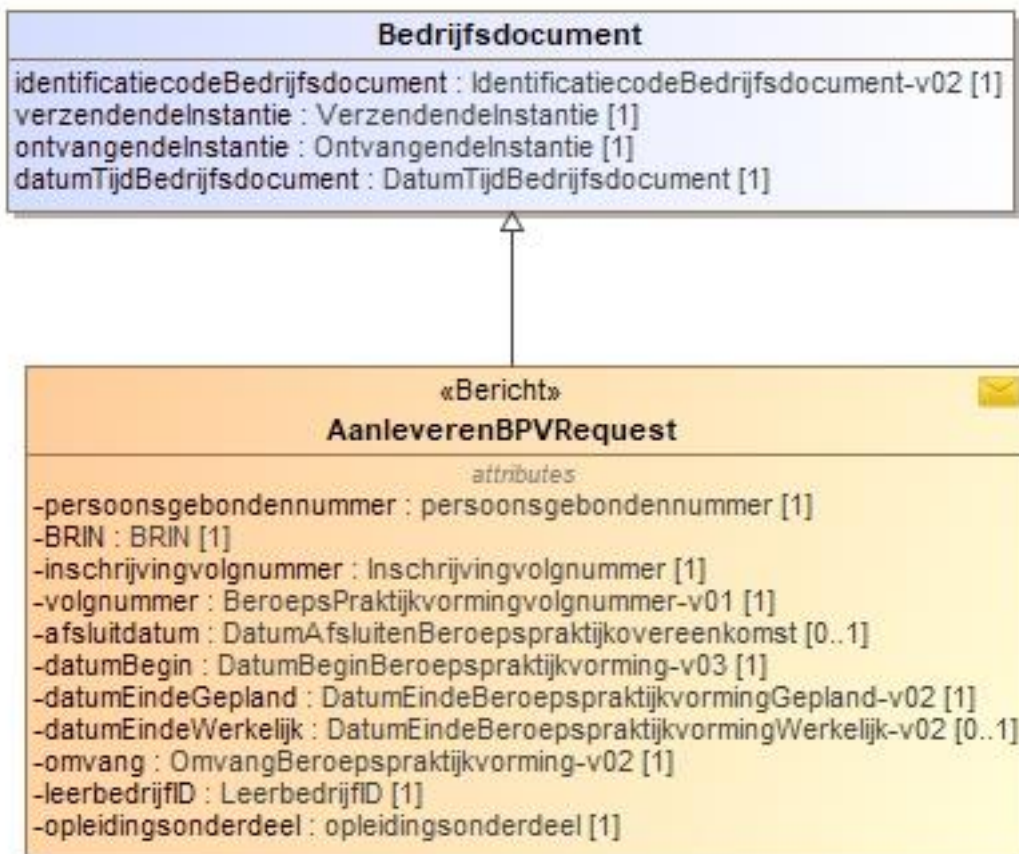 Bedrijfsdocument
identificatiecodeBedrijfsdocument : IdentificatiecodeBedrijfsdocument-v02 [1]
verzendendeInstantie : VerzendendeInstantie [1]
ontvangendeInstantie : OntvangendeInstantie [1]
datumTijdBedrijfsdocument : DatumTijdBedrijfsdocument [1]
«Bericht»
AanleverenBPVRequest
attributes
-persoonsgebondennummer : persoonsgebondennummer [1]
-BRIN : BRIN [1]
-inschrijvingvolgnummer : Inschrijvingvolgnummer [1]
-volgnummer : BeroepsPraktijkvormingvolgnummer-v01 [1]
-afsluitdatum : DatumAfsluitenBeroepspraktijkovereenkomst [0..1]
-datumBegin : DatumBeginBeroepspraktijkvorming-v03 [1]
-datumEindeGepland : DatumEindeBeroepspraktijkvormingGepland-v02 [1]
-datumEindeWerkelijk : DatumEindeBeroepspraktijkvormingWerkelijk-v02 [0..1]
-omvang : OmvangBeroepspraktijkvorming-v02 [1]
-leerbedrijfID : LeerbedrijfID [1]
-opleidingsonderdeel : opleidingsonderdeel [1]